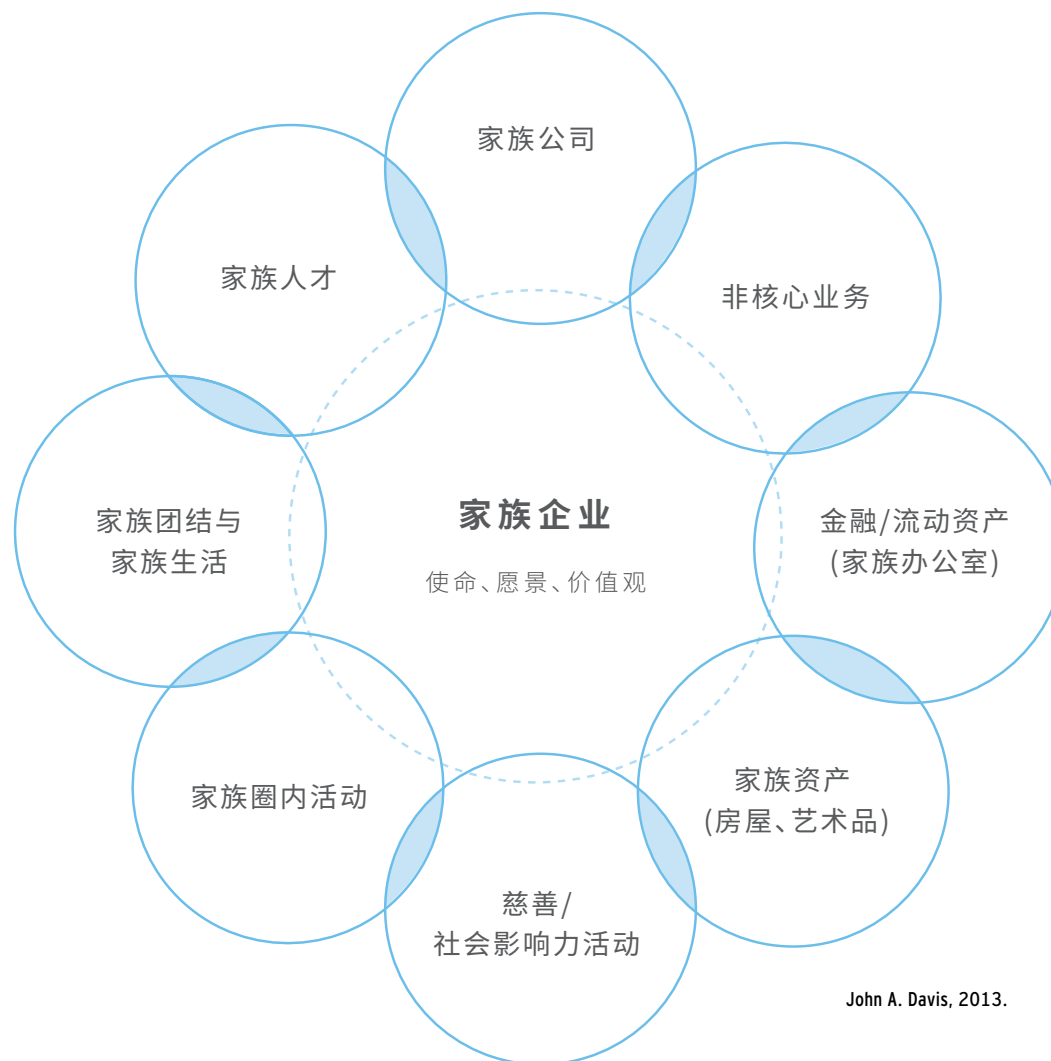 家族公司
家族人才
非核心业务
家族企业
使命、愿景、价值观
家族团结与
家族生活
金融/流动资产
(家族办公室)
家族圈内活动
家族资产
(房屋、艺术品)
慈善/
社会影响力活动
John A. Davis, 2013.